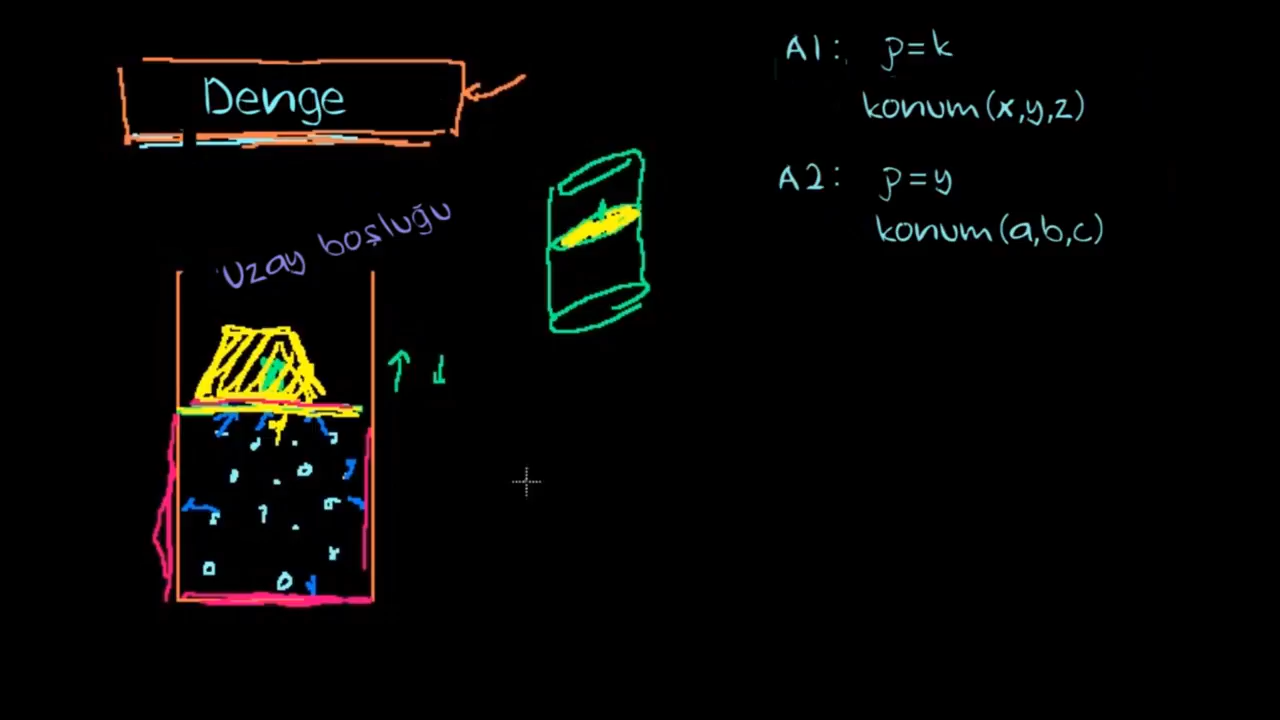 Denge
Uzay boşluğu
A1: p=k
konum(x,y,z)
A2: p=y
konum(a,b,c)